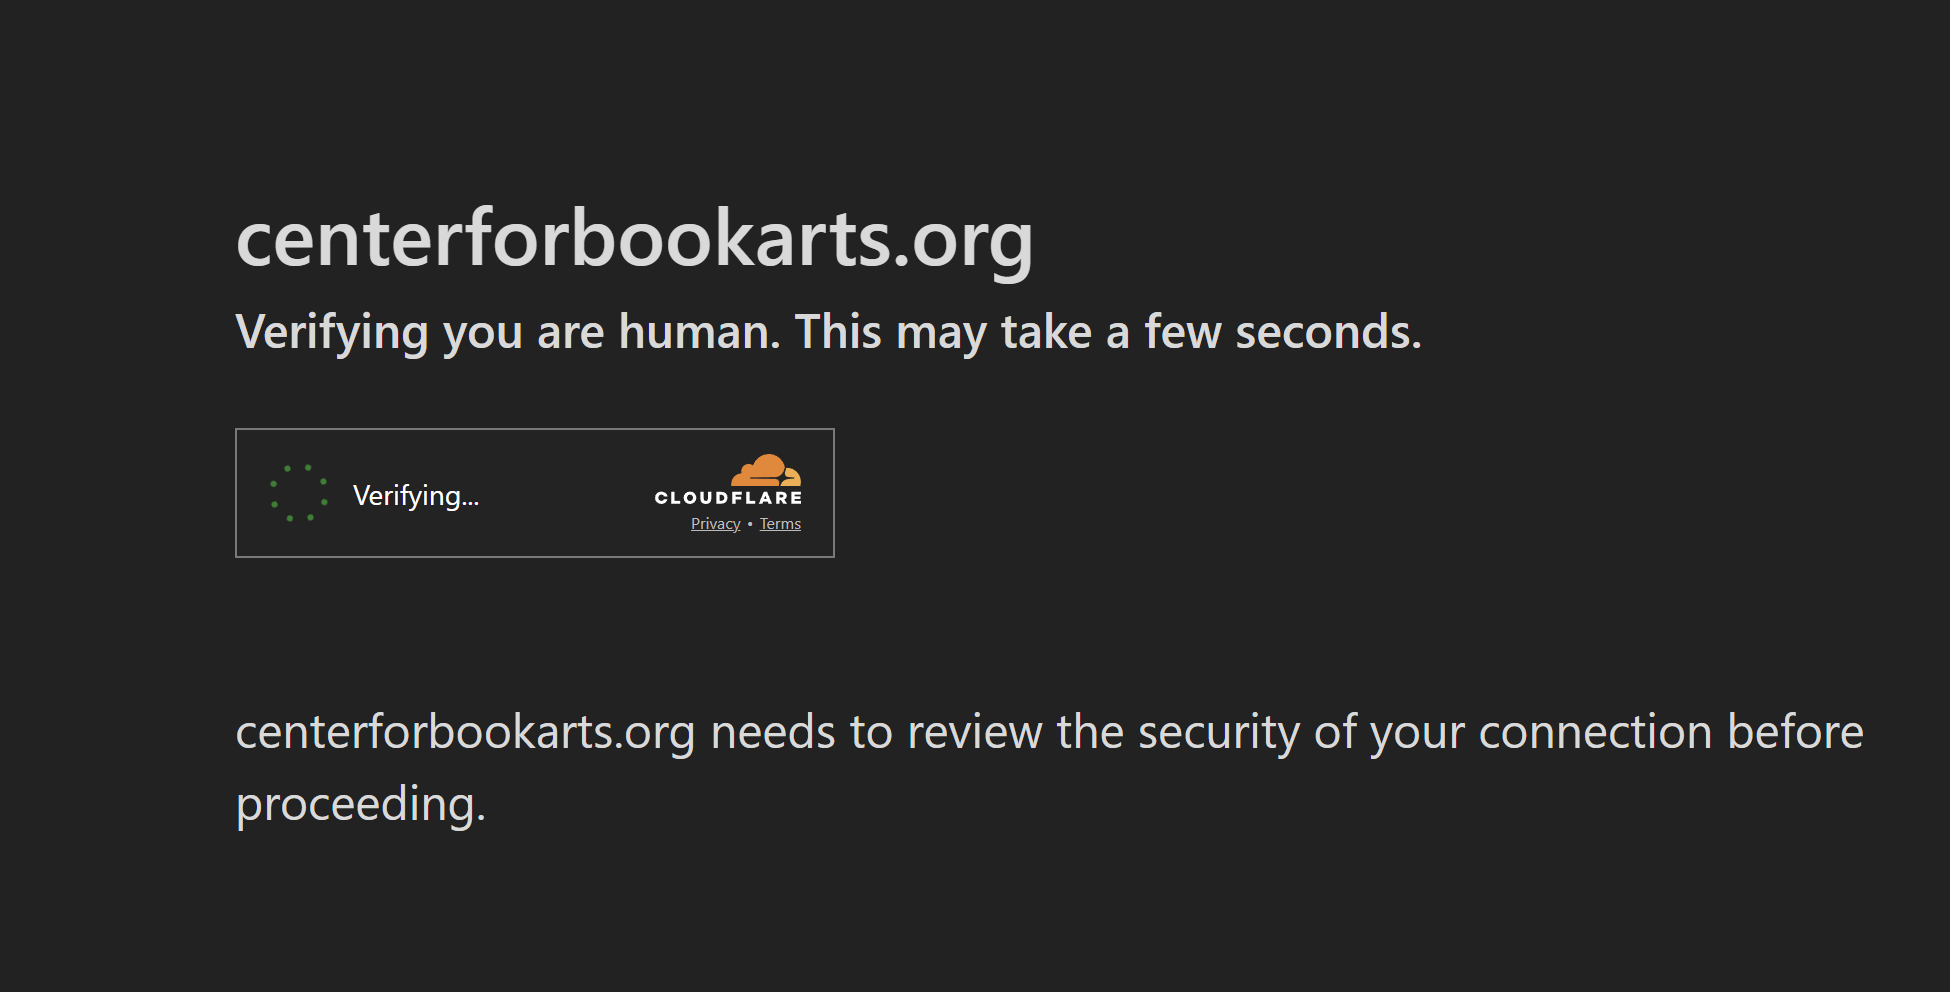 centerforbookarts.org
Verifying you are human. This may take a few seconds.
Verifying...
CLOUDFLARE
Privacy • Terms
centerforbookarts.org needs to review the security of your connection before
proceeding.